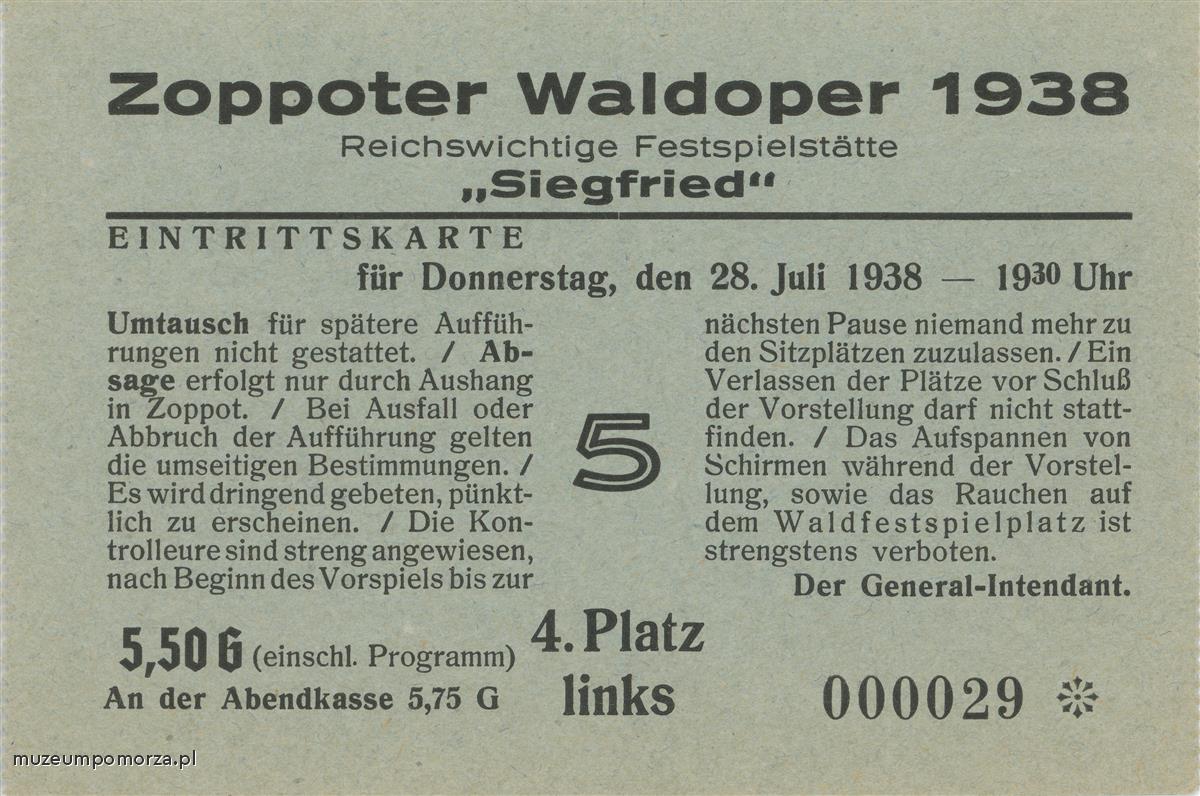 Zoppoter Waldoper 1938
Reichswichtige Festspielstätte
„Siegfried“
EINTRITTSKARTE
für Donnerstag, den 28. Juli 1938 — 19³⁰ Uhr
Umtausch für spätere Auffüh-
rungen nicht gestattet. / Ab-
sage erfolgt nur durch Aushang
in Zoppot. / Bei Ausfall oder
Abbruch der Aufführung gelten
die umseitigen Bestimmungen. /
Es wird dringend gebeten, pünkt-
lich zu erscheinen. / Die Kon-
trolleure sind streng angewiesen,
nach Beginn des Vorspiels bis zur
5
nächsten Pause niemand mehr zu
den Sitzplätzen zuzulassen. / Ein
Verlassen der Plätze vor Schluß
der Vorstellung darf nicht statt-
finden. / Das Aufspannen von
Schirmen während der Vorstel-
lung, sowie das Rauchen auf
dem Waldfestspielplatz ist
strengstens verboten.
Der General-Intendant.
5,50 G (einschl. Programm)
An der Abendkasse 5,75 G
4. Platz
links
000029
muzeumpomorza.pl